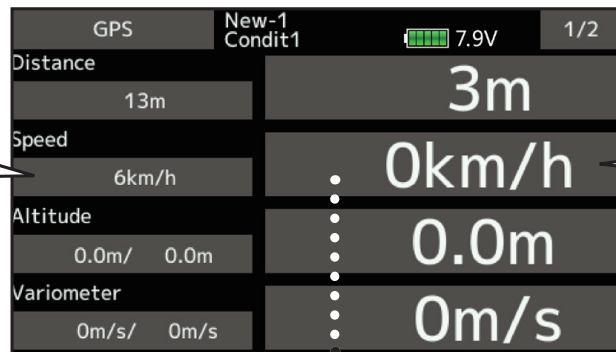 GPS
New-1
Condit1
7.9V
1/2
Distance
13m
3m
Speed
6km/h
0km/h
Altitude
0.0m/ 0.0m
0.0m
Variometer
0m/s/ 0m/s
0m/s